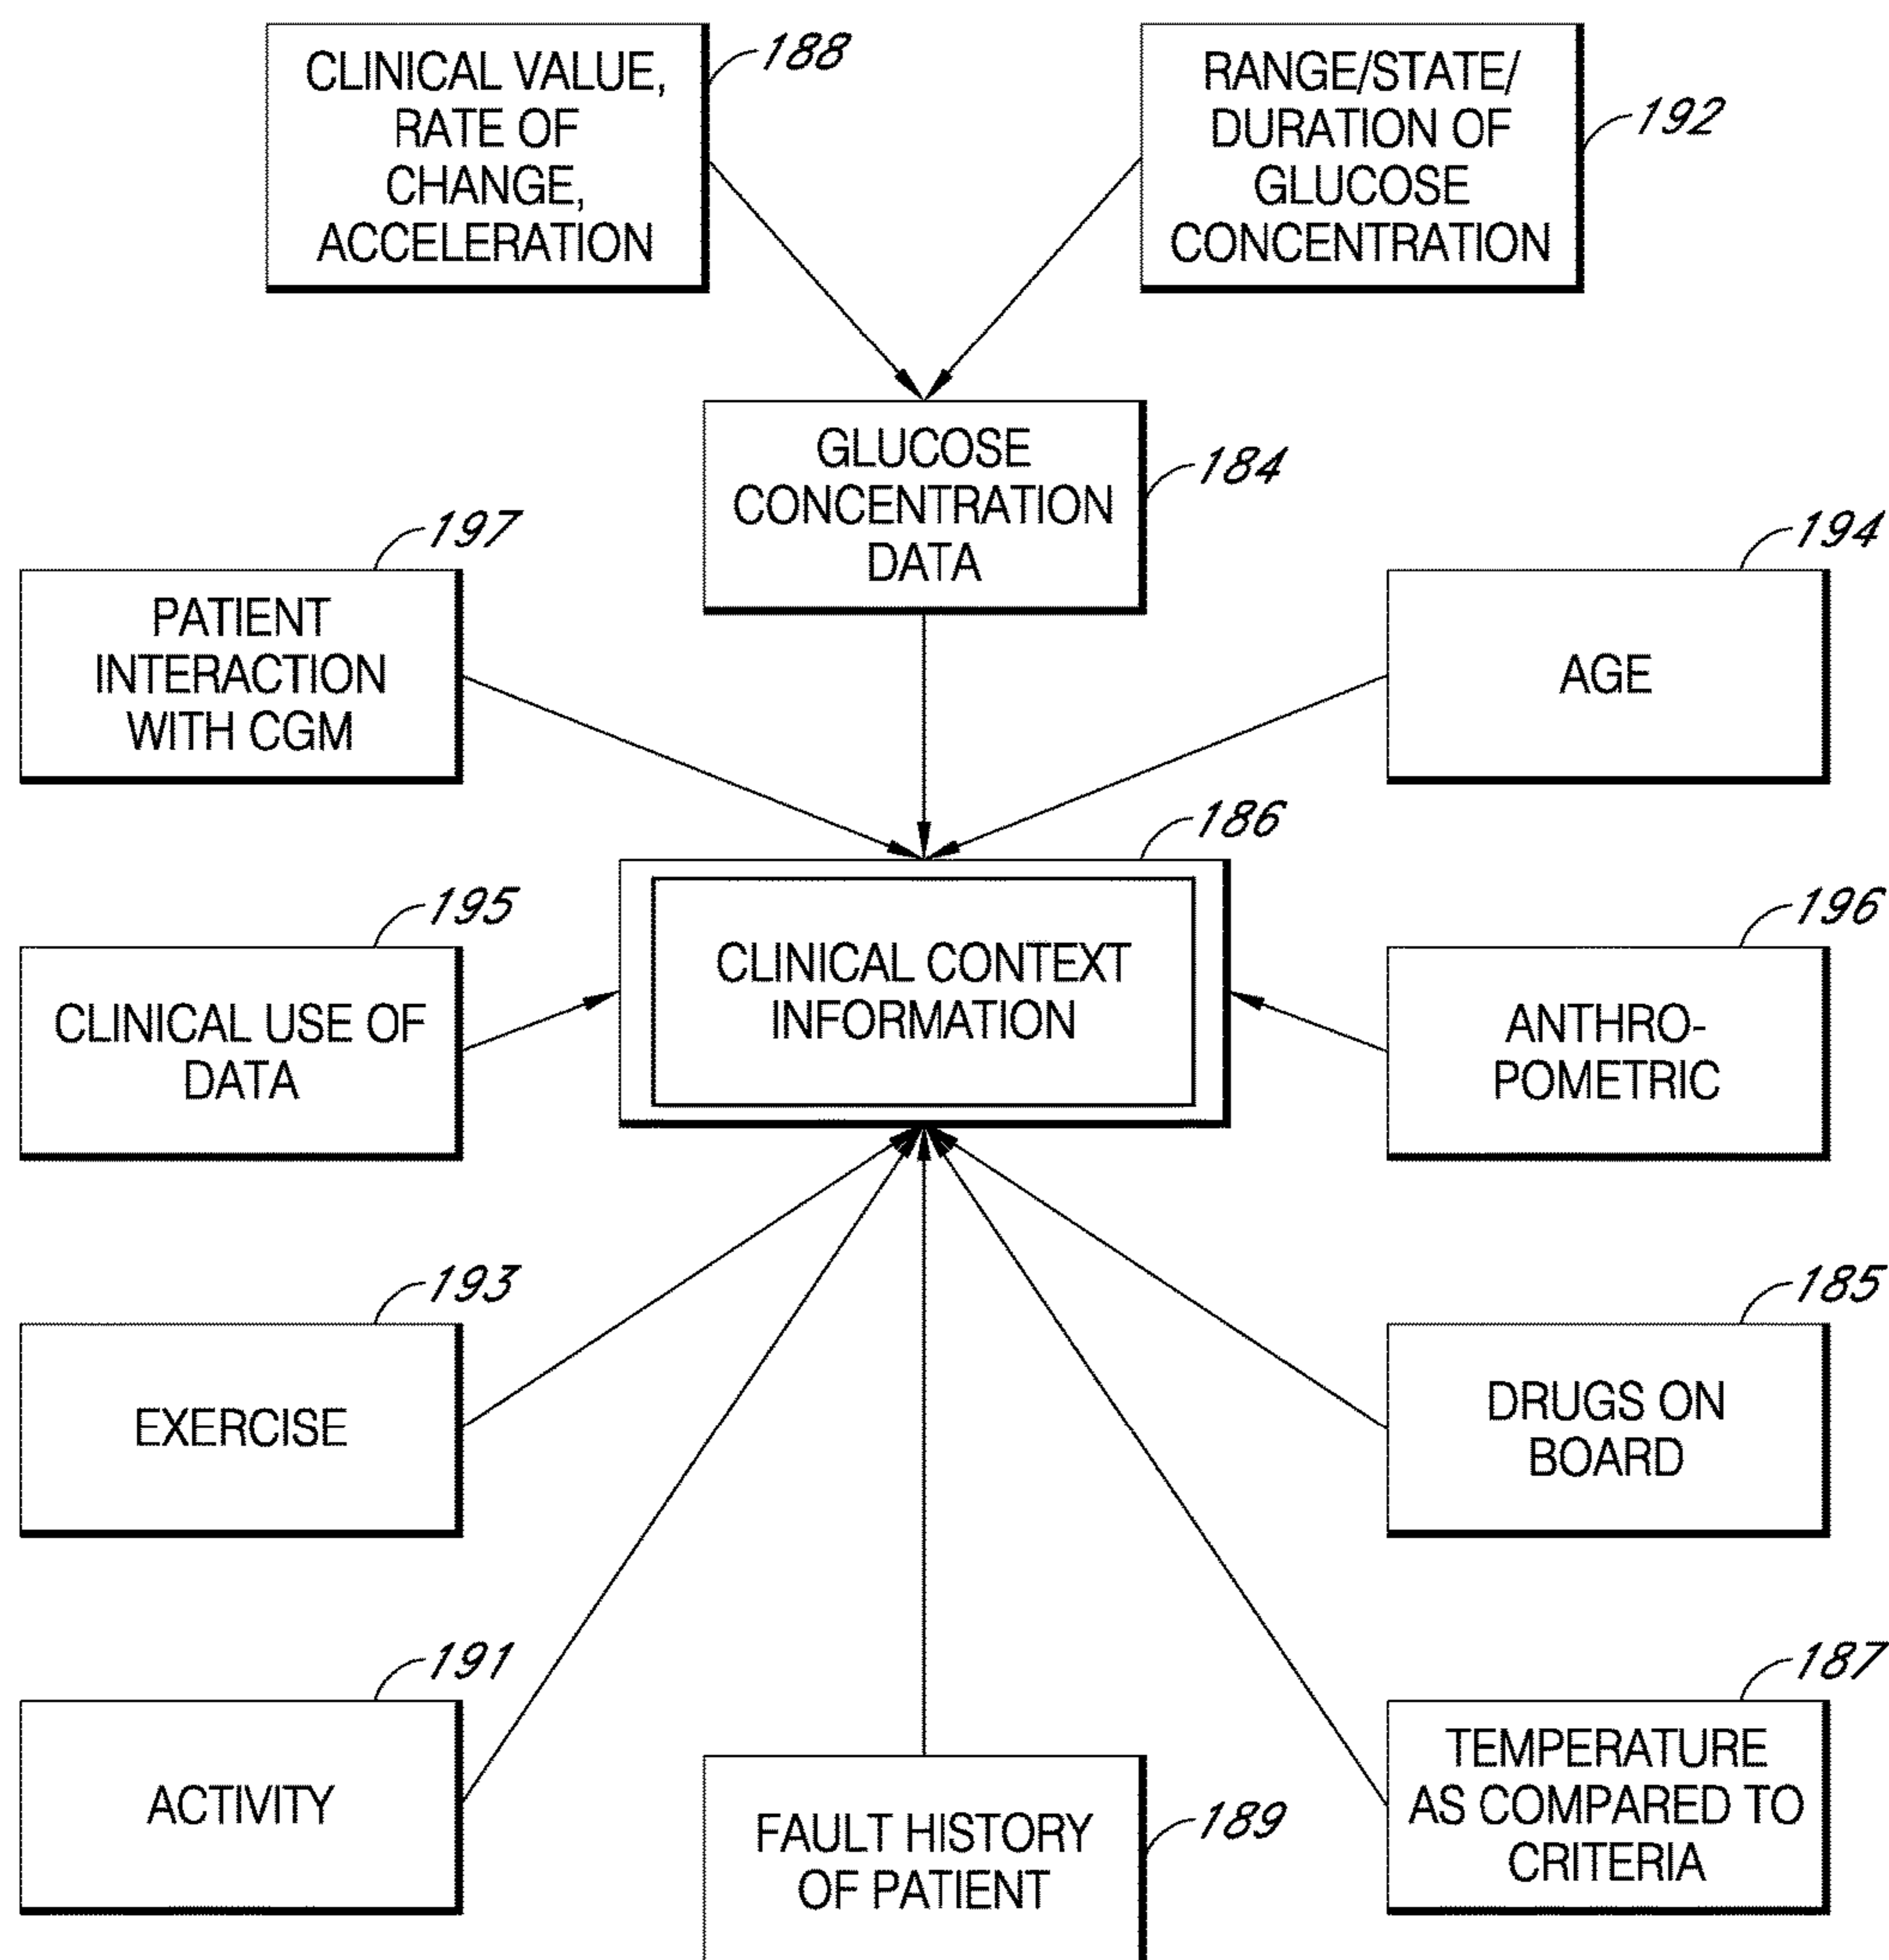 CLINICAL VALUE,
RATE OF
CHANGE,
ACCELERATION
188
RANGE/STATE/
DURATION OF
GLUCOSE
CONCENTRATION
192
GLUCOSE
CONCENTRATION
DATA
184
197
PATIENT
INTERACTION
WITH CGM
194
AGE
186
CLINICAL CONTEXT
INFORMATION
195
CLINICAL USE OF
DATA
196
ANTHRO-
POMETRIC
193
EXERCISE
185
DRUGS ON
BOARD
191
ACTIVITY
FAULT HISTORY
OF PATIENT
189
187
TEMPERATURE
AS COMPARED TO
CRITERIA